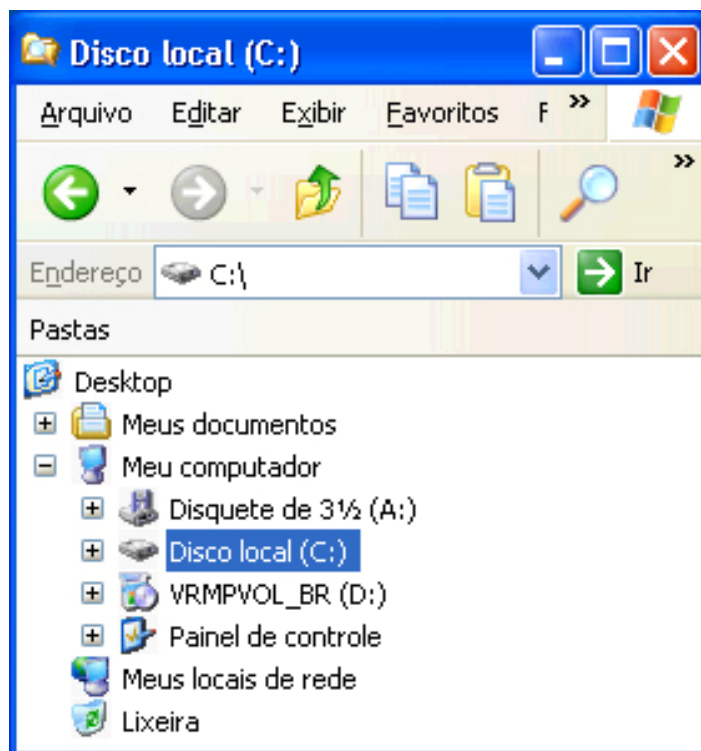 Disco local (C:)
Arquivo Editar Exibir Favoritos F »
»
Endereço C:\ Ir
Pastas
Desktop
Meus documentos
Meu computador
Disquete de 3½ (A:)
Disco local (C:)
VRMPVOL_BR (D:)
Painel de controle
Meus locais de rede
Lixeira